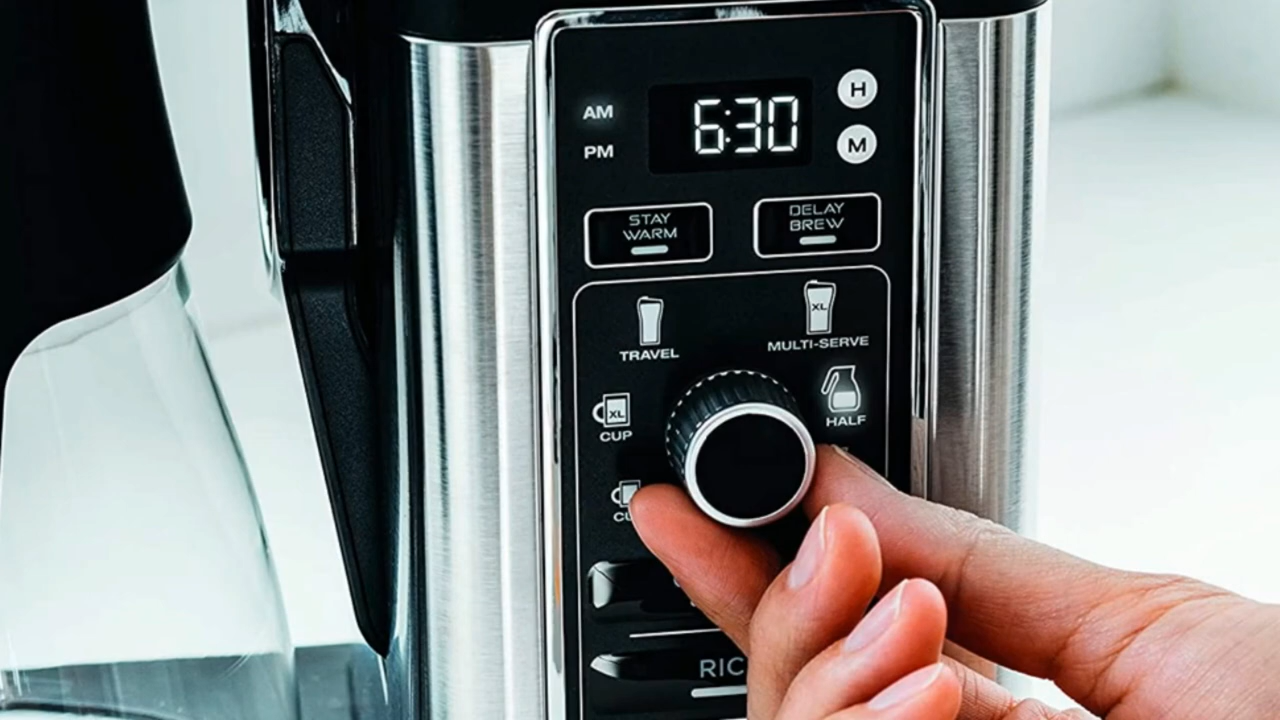 AM
6:30
H
PM
M
STAY
WARM
DELAY
BREW
XL
TRAVEL
MULTI-SERVE
XL
CUP
HALF